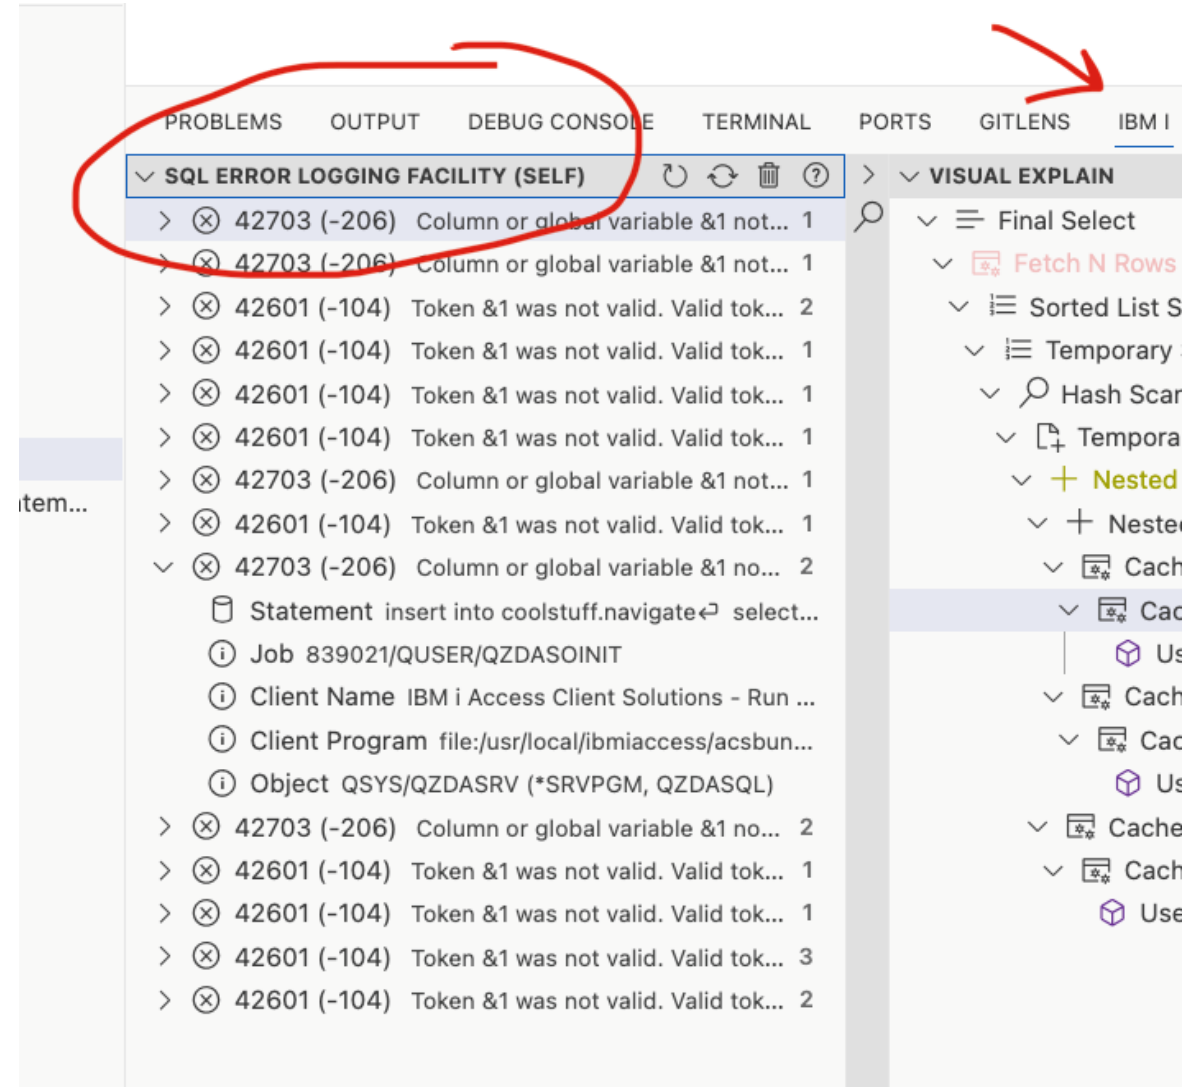 PROBLEMS OUTPUT DEBUG CONSOLE TERMINAL PORTS GITLENS IBM I
SQL ERROR LOGGING FACILITY (SELF)
42703 (-206) Column or global variable &1 not... 1
42703 (-206) Column or global variable &1 not... 1
42601 (-104) Token &1 was not valid. Valid tok... 2
42601 (-104) Token &1 was not valid. Valid tok... 1
42601 (-104) Token &1 was not valid. Valid tok... 1
42601 (-104) Token &1 was not valid. Valid tok... 1
42703 (-206) Column or global variable &1 not... 1
42601 (-104) Token &1 was not valid. Valid tok... 1
42703 (-206) Column or global variable &1 no... 2
Statement insert into coolstuff.navigate↵ select...
Job 839021/QUSER/QZDASOINIT
Client Name IBM i Access Client Solutions - Run ...
Client Program file:/usr/local/ibmiaccess/acsbun...
Object QSYS/QZDASRV (*SRVPGM, QZDASQL)
42703 (-206) Column or global variable &1 no... 2
42601 (-104) Token &1 was not valid. Valid tok... 1
42601 (-104) Token &1 was not valid. Valid tok... 1
42601 (-104) Token &1 was not valid. Valid tok... 3
42601 (-104) Token &1 was not valid. Valid tok... 2
VISUAL EXPLAIN
Final Select
Fetch N Rows
Sorted List S
Temporary
Hash Scan
Tempora
Nested
Neste
Cach
Cac
Us
Cach
Cac
Us
Cache
Cach
Use
tem...